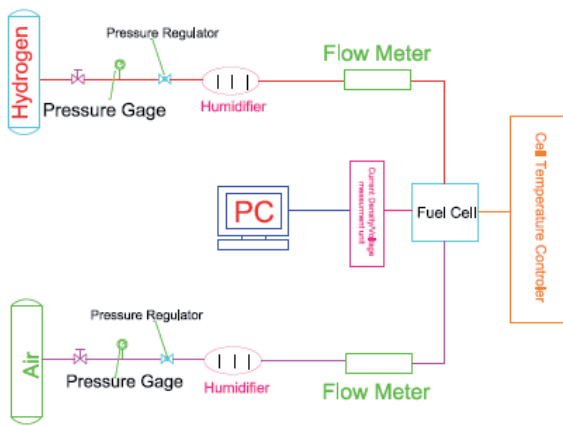 Hydrogen
Pressure Regulator
Pressure Gage
Humidifier
Flow Meter
PC
Current Density/Voltage
measurment unit
Fuel Cell
Cell Temperature Controler
Air
Pressure Regulator
Pressure Gage
Humidifier
Flow Meter